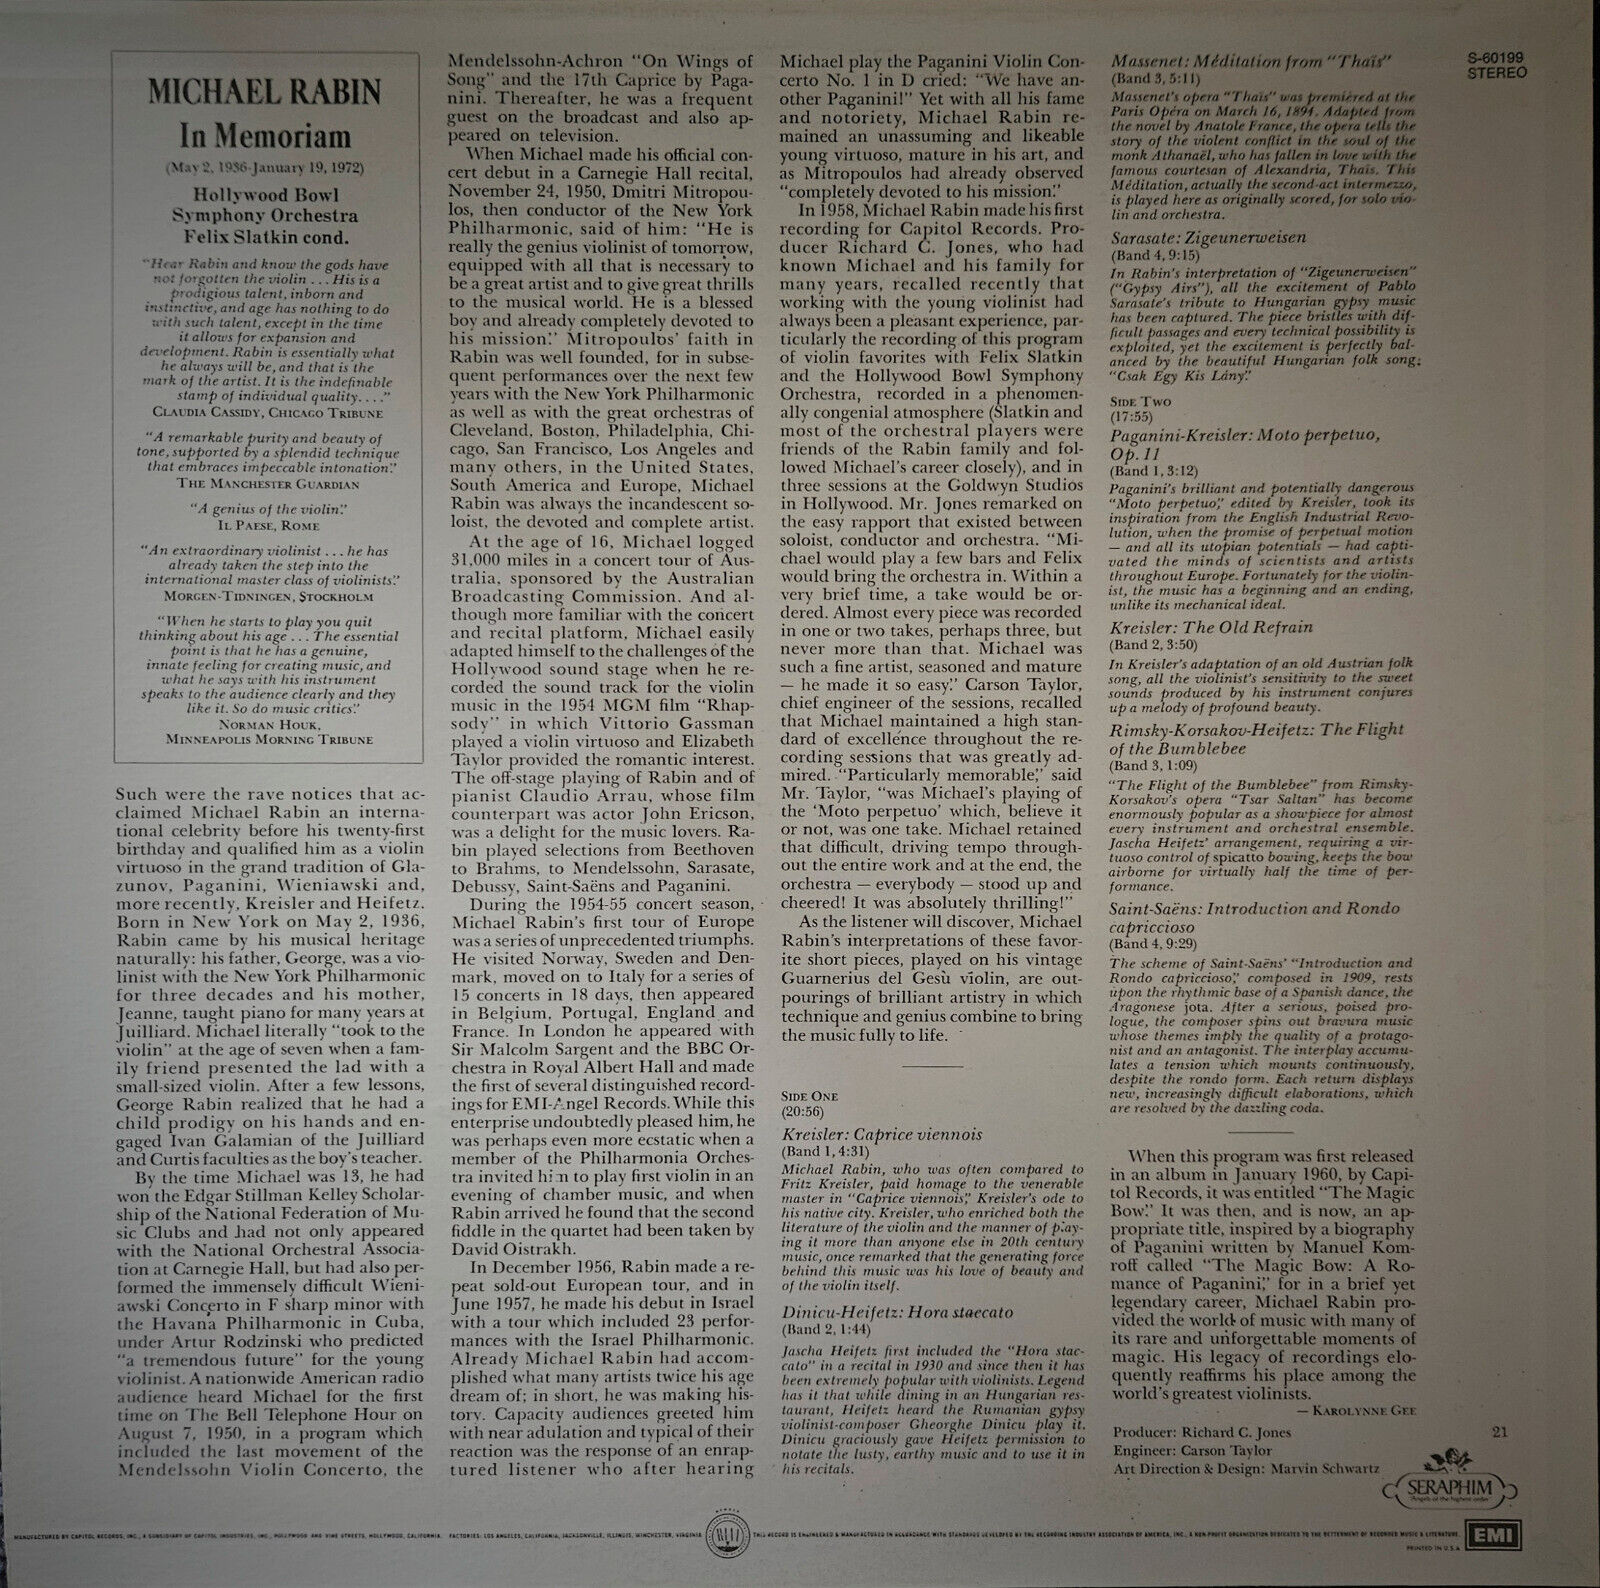 MICHAEL RABIN
In Memoriam
(May 2, 1936-January 19, 1972)
Hollywood Bowl
Symphony Orchestra
Felix Slatkin cond.
"Hear Rabin and know the gods have
not forgotten the violin . . . His is a
prodigious talent, inborn and
instinctive, and age has nothing to do
with such talent, except in the time
it allows for expansion and
development. Rabin is essentially what
he always will be, and that is the
mark of the artist. It is the indefinable
stamp of individual quality. . . ."
CLAUDIA CASSIDY, CHICAGO TRIBUNE
"A remarkable purity and beauty of
tone, supported by a splendid technique
that embraces impeccable intonation."
THE MANCHESTER GUARDIAN
"A genius of the violin."
IL PAESE, ROME
"An extraordinary violinist . . . he has
already taken the step into the
international master class of violinists."
MORGEN-TIDNINGEN, STOCKHOLM
"When he starts to play you quit
thinking about his age . . . The essential
point is that he has a genuine,
innate feeling for creating music, and
what he says with his instrument
speaks to the audience clearly and they
like it. So do music critics."
NORMAN HOUK,
MINNEAPOLIS MORNING TRIBUNE
Such were the rave notices that ac-
claimed Michael Rabin an interna-
tional celebrity before his twenty-first
birthday and qualified him as a violin
virtuoso in the grand tradition of Gla-
zunov, Paganini, Wieniawski and,
more recently, Kreisler and Heifetz.
Born in New York on May 2, 1936,
Rabin came by his musical heritage
naturally: his father, George, was a vio-
linist with the New York Philharmonic
for three decades and his mother,
Jeanne, taught piano for many years at
Juilliard. Michael literally "took to the
violin" at the age of seven when a fam-
ily friend presented the lad with a
small-sized violin. After a few lessons,
George Rabin realized that he had a
child prodigy on his hands and en-
gaged Ivan Galamian of the Juilliard
and Curtis faculties as the boy's teacher.
By the time Michael was 13, he had
won the Edgar Stillman Kelley Scholar-
ship of the National Federation of Mu-
sic Clubs and had not only appeared
with the National Orchestral Associa-
tion at Carnegie Hall, but had also per-
formed the immensely difficult Wieni-
awski Concerto in F sharp minor with
the Havana Philharmonic in Cuba,
under Artur Rodzinski who predicted
"a tremendous future" for the young
violinist. A nationwide American radio
audience heard Michael for the first
time on The Bell Telephone Hour on
August 7, 1950, in a program which
included the last movement of the
Mendelssohn Violin Concerto, the
Mendelssohn-Achron "On Wings of
Song" and the 17th Caprice by Paga-
nini. Thereafter, he was a frequent
guest on the broadcast and also ap-
peared on television.
When Michael made his official con-
cert debut in a Carnegie Hall recital,
November 24, 1950, Dmitri Mitropou-
los, then conductor of the New York
Philharmonic, said of him: "He is
really the genius violinist of tomorrow,
equipped with all that is necessary to
be a great artist and to give great thrills
to the musical world. He is a blessed
boy and already completely devoted to
his mission." Mitropoulos' faith in
Rabin was well founded, for in subse-
quent performances over the next few
years with the New York Philharmonic
as well as with the great orchestras of
Cleveland, Boston, Philadelphia, Chi-
cago, San Francisco, Los Angeles and
many others, in the United States,
South America and Europe, Michael
Rabin was always the incandescent so-
loist, the devoted and complete artist.
At the age of 16, Michael logged
31,000 miles in a concert tour of Aus-
tralia, sponsored by the Australian
Broadcasting Commission. And al-
though more familiar with the concert
and recital platform, Michael easily
adapted himself to the challenges of the
Hollywood sound stage when he re-
corded the sound track for the violin
music in the 1954 MGM film "Rhap-
sody" in which Vittorio Gassman
played a violin virtuoso and Elizabeth
Taylor provided the romantic interest.
The off-stage playing of Rabin and of
pianist Claudio Arrau, whose film
counterpart was actor John Ericson,
was a delight for the music lovers. Ra-
bin played selections from Beethoven
to Brahms, to Mendelssohn, Sarasate,
Debussy, Saint-Saëns and Paganini.
During the 1954-55 concert season,
Michael Rabin's first tour of Europe
was a series of unprecedented triumphs.
He visited Norway, Sweden and Den-
mark, moved on to Italy for a series of
15 concerts in 18 days, then appeared
in Belgium, Portugal, England and
France. In London he appeared with
Sir Malcolm Sargent and the BBC Or-
chestra in Royal Albert Hall and made
the first of several distinguished record-
ings for EMI-Angel Records. While this
enterprise undoubtedly pleased him, he
was perhaps even more ecstatic when a
member of the Philharmonia Orches-
tra invited him to play first violin in an
evening of chamber music, and when
Rabin arrived he found that the second
fiddle in the quartet had been taken by
David Oistrakh.
In December 1956, Rabin made a re-
peat sold-out European tour, and in
June 1957, he made his debut in Israel
with a tour which included 23 perfor-
mances with the Israel Philharmonic.
Already Michael Rabin had accom-
plished what many artists twice his age
dream of; in short, he was making his-
tory. Capacity audiences greeted him
with near adulation and typical of their
reaction was the response of an enrap-
tured listener who after hearing
Michael play the Paganini Violin Con-
certo No. 1 in D cried: "We have an-
other Paganini!" Yet with all his fame
and notoriety, Michael Rabin re-
mained an unassuming and likeable
young virtuoso, mature in his art, and
as Mitropoulos had already observed
"completely devoted to his mission."
In 1958, Michael Rabin made his first
recording for Capitol Records. Pro-
ducer Richard C. Jones, who had
known Michael and his family for
many years, recalled recently that
working with the young violinist had
always been a pleasant experience, par-
ticularly the recording of this program
of violin favorites with Felix Slatkin
and the Hollywood Bowl Symphony
Orchestra, recorded in a phenomen-
ally congenial atmosphere (Slatkin and
most of the orchestral players were
friends of the Rabin family and fol-
lowed Michael's career closely), and in
three sessions at the Goldwyn Studios
in Hollywood. Mr. Jones remarked on
the easy rapport that existed between
soloist, conductor and orchestra. "Mi-
chael would play a few bars and Felix
would bring the orchestra in. Within a
very brief time, a take would be or-
dered. Almost every piece was recorded
in one or two takes, perhaps three, but
never more than that. Michael was
such a fine artist, seasoned and mature
— he made it so easy." Carson Taylor,
chief engineer of the sessions, recalled
that Michael maintained a high stan-
dard of excellence throughout the re-
cording sessions that was greatly ad-
mired. "Particularly memorable," said
Mr. Taylor, "was Michael's playing of
the 'Moto perpetuo' which, believe it
or not, was one take. Michael retained
that difficult, driving tempo through-
out the entire work and at the end, the
orchestra — everybody — stood up and
cheered! It was absolutely thrilling!"
As the listener will discover, Michael
Rabin's interpretations of these favor-
ite short pieces, played on his vintage
Guarnerius del Gesù violin, are out-
pourings of brilliant artistry in which
technique and genius combine to bring
the music fully to life.
SIDE ONE
(20:56)
Kreisler: Caprice viennois
(Band 1, 4:31)
Michael Rabin, who was often compared to
Fritz Kreisler, paid homage to the venerable
master in "Caprice viennois," Kreisler's ode to
his native city. Kreisler, who enriched both the
literature of the violin and the manner of play-
ing it more than anyone else in 20th century
music, once remarked that the generating force
behind this music was his love of beauty and
of the violin itself.
Dinicu-Heifetz: Hora staccato
(Band 2, 1:44)
Jascha Heifetz first included the "Hora stac-
cato" in a recital in 1930 and since then it has
been extremely popular with violinists. Legend
has it that while dining in an Hungarian res-
taurant, Heifetz heard the Rumanian gypsy
violinist-composer Gheorghe Dinicu play it.
Dinicu graciously gave Heifetz permission to
notate the lusty, earthy music and to use it in
his recitals.
Massenet: Méditation from "Thaïs"
(Band 3, 5:11)
Massenet's opera "Thaïs" was premiéred at the
Paris Opéra on March 16, 1894. Adapted from
the novel by Anatole France, the opera tells the
story of the violent conflict in the soul of the
monk Athanaël, who has fallen in love with the
famous courtesan of Alexandria, Thaïs. This
Méditation, actually the second-act intermezzo,
is played here as originally scored, for solo vio-
lin and orchestra.
Sarasate: Zigeunerweisen
(Band 4, 9:15)
In Rabin's interpretation of "Zigeunerweisen"
("Gypsy Airs"), all the excitement of Pablo
Sarasate's tribute to Hungarian gypsy music
has been captured. The piece bristles with dif-
ficult passages and every technical possibility is
exploited, yet the excitement is perfectly bal-
anced by the beautiful Hungarian folk song:
"Csak Egy Kis Lány."
SIDE TWO
(17:55)
Paganini-Kreisler: Moto perpetuo,
Op. 11
(Band 1, 3:12)
Paganini's brilliant and potentially dangerous
"Moto perpetuo," edited by Kreisler, took its
inspiration from the English Industrial Revo-
lution, when the promise of perpetual motion
— and all its utopian potentials — had capti-
vated the minds of scientists and artists
throughout Europe. Fortunately for the violin-
ist, the music has a beginning and an ending,
unlike its mechanical ideal.
Kreisler: The Old Refrain
(Band 2, 3:50)
In Kreisler's adaptation of an old Austrian folk
song, all the violinist's sensitivity to the sweet
sounds produced by his instrument conjures
up a melody of profound beauty.
Rimsky-Korsakov-Heifetz: The Flight
of the Bumblebee
(Band 3, 1:09)
"The Flight of the Bumblebee" from Rimsky-
Korsakov's opera "Tsar Saltan" has become
enormously popular as a showpiece for almost
every instrument and orchestral ensemble.
Jascha Heifetz' arrangement, requiring a vir-
tuoso control of spicatto bowing, keeps the bow
airborne for virtually half the time of per-
formance.
Saint-Saëns: Introduction and Rondo
capriccioso
(Band 4, 9:29)
The scheme of Saint-Saëns' "Introduction and
Rondo capriccioso," composed in 1909, rests
upon the rhythmic base of a Spanish dance, the
Aragonese jota. After a serious, poised pro-
logue, the composer spins out bravura music
whose themes imply the quality of a protago-
nist and an antagonist. The interplay accumu-
lates a tension which mounts continuously,
despite the rondo form. Each return displays
new, increasingly difficult elaborations, which
are resolved by the dazzling coda.
When this program was first released
in an album in January 1960, by Capi-
tol Records, it was entitled "The Magic
Bow." It was then, and is now, an ap-
propriate title, inspired by a biography
of Paganini written by Manuel Kom-
roff called "The Magic Bow: A Ro-
mance of Paganini," for in a brief yet
legendary career, Michael Rabin pro-
vided the world of music with many of
its rare and unforgettable moments of
magic. His legacy of recordings elo-
quently reaffirms his place among the
world's greatest violinists.
— KAROLYNNE GEE
Producer: Richard C. Jones
Engineer: Carson Taylor
Art Direction & Design: Marvin Schwartz
S-60199
STEREO
21
SERAPHIM
"Angels of the highest order"
MANUFACTURED BY CAPITOL RECORDS, INC., A SUBSIDIARY OF CAPITOL INDUSTRIES, INC., HOLLYWOOD AND VINE STREETS, HOLLYWOOD, CALIFORNIA. FACTORIES: LOS ANGELES, CALIFORNIA, JACKSONVILLE, ILLINOIS, WINCHESTER, VIRGINIA
RIAA
THIS RECORD IS ENGINEERED & MANUFACTURED IN ACCORDANCE WITH STANDARDS DEVELOPED BY THE RECORDING INDUSTRY ASSOCIATION OF AMERICA, INC., A NON-PROFIT ORGANIZATION DEDICATED TO THE BETTERMENT OF RECORDED MUSIC & LITERATURE.
EMI
PRINTED IN U.S.A.